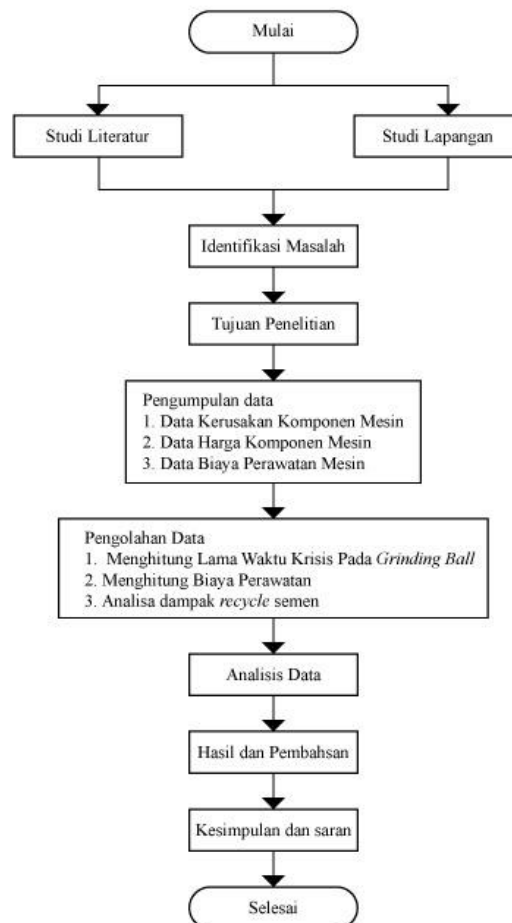 Mulai
Studi Literatur
Studi Lapangan
Identifikasi Masalah
Tujuan Penelitian
Pengumpulan data
1. Data Kerusakan Komponen Mesin
2. Data Harga Komponen Mesin
3. Data Biaya Perawatan Mesin
Pengolahan Data
1. Menghitung Lama Waktu Krisis Pada Grinding Ball
2. Menghitung Biaya Perawatan
3. Analisa dampak recycle semen
Analisis Data
Hasil dan Pembahsan
Kesimpulan dan saran
Selesai